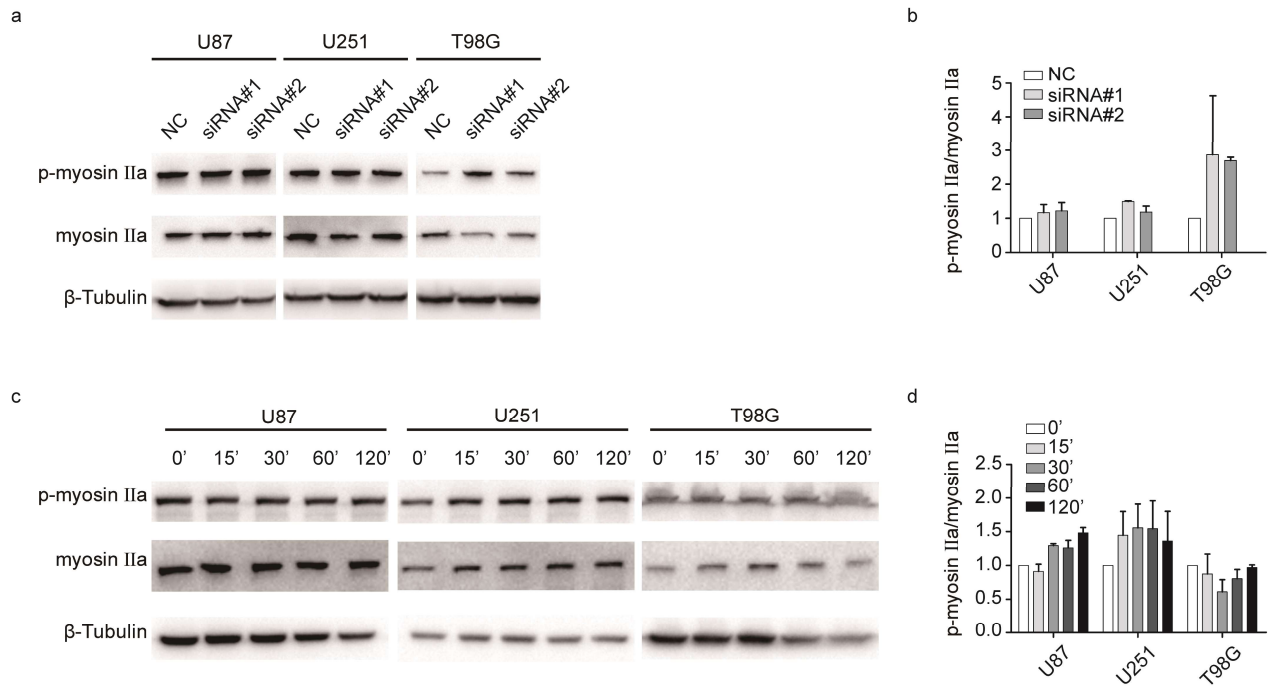 a
U87 U251 T98G
NC siRNA#1 siRNA#2 NC siRNA#1 siRNA#2 NC siRNA#1 siRNA#2
p-myosin IIa
myosin IIa
β-Tubulin
b
p-myosin IIa/myosin IIa
NC
siRNA#1
siRNA#2
5
4
3
2
1
0
U87 U251 T98G
c
U87 U251 T98G
0’ 15’ 30’ 60’ 120’ 0’ 15’ 30’ 60’ 120’ 0’ 15’ 30’ 60’ 120’
p-myosin IIa
myosin IIa
β-Tubulin
d
p-myosin IIa/myosin IIa
0’
15’
30’
60’
120’
2.5
2.0
1.5
1.0
0.5
0.0
U87 U251 T98G